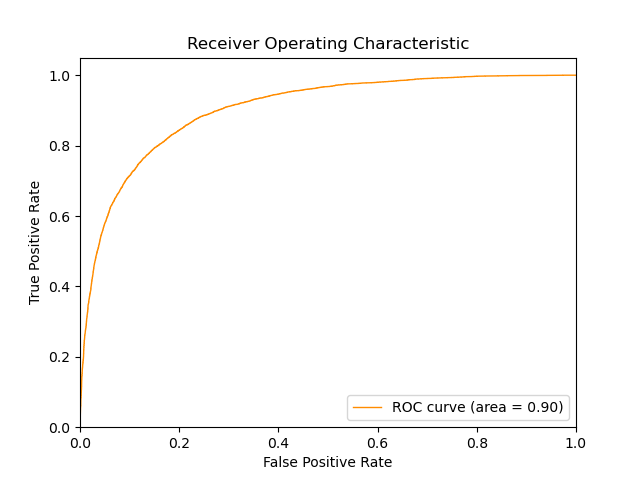 Receiver Operating Characteristic
True Positive Rate
1.0
0.8
0.6
0.4
0.2
0.0
0.0 0.2 0.4 0.6 0.8 1.0
False Positive Rate
ROC curve (area = 0.90)